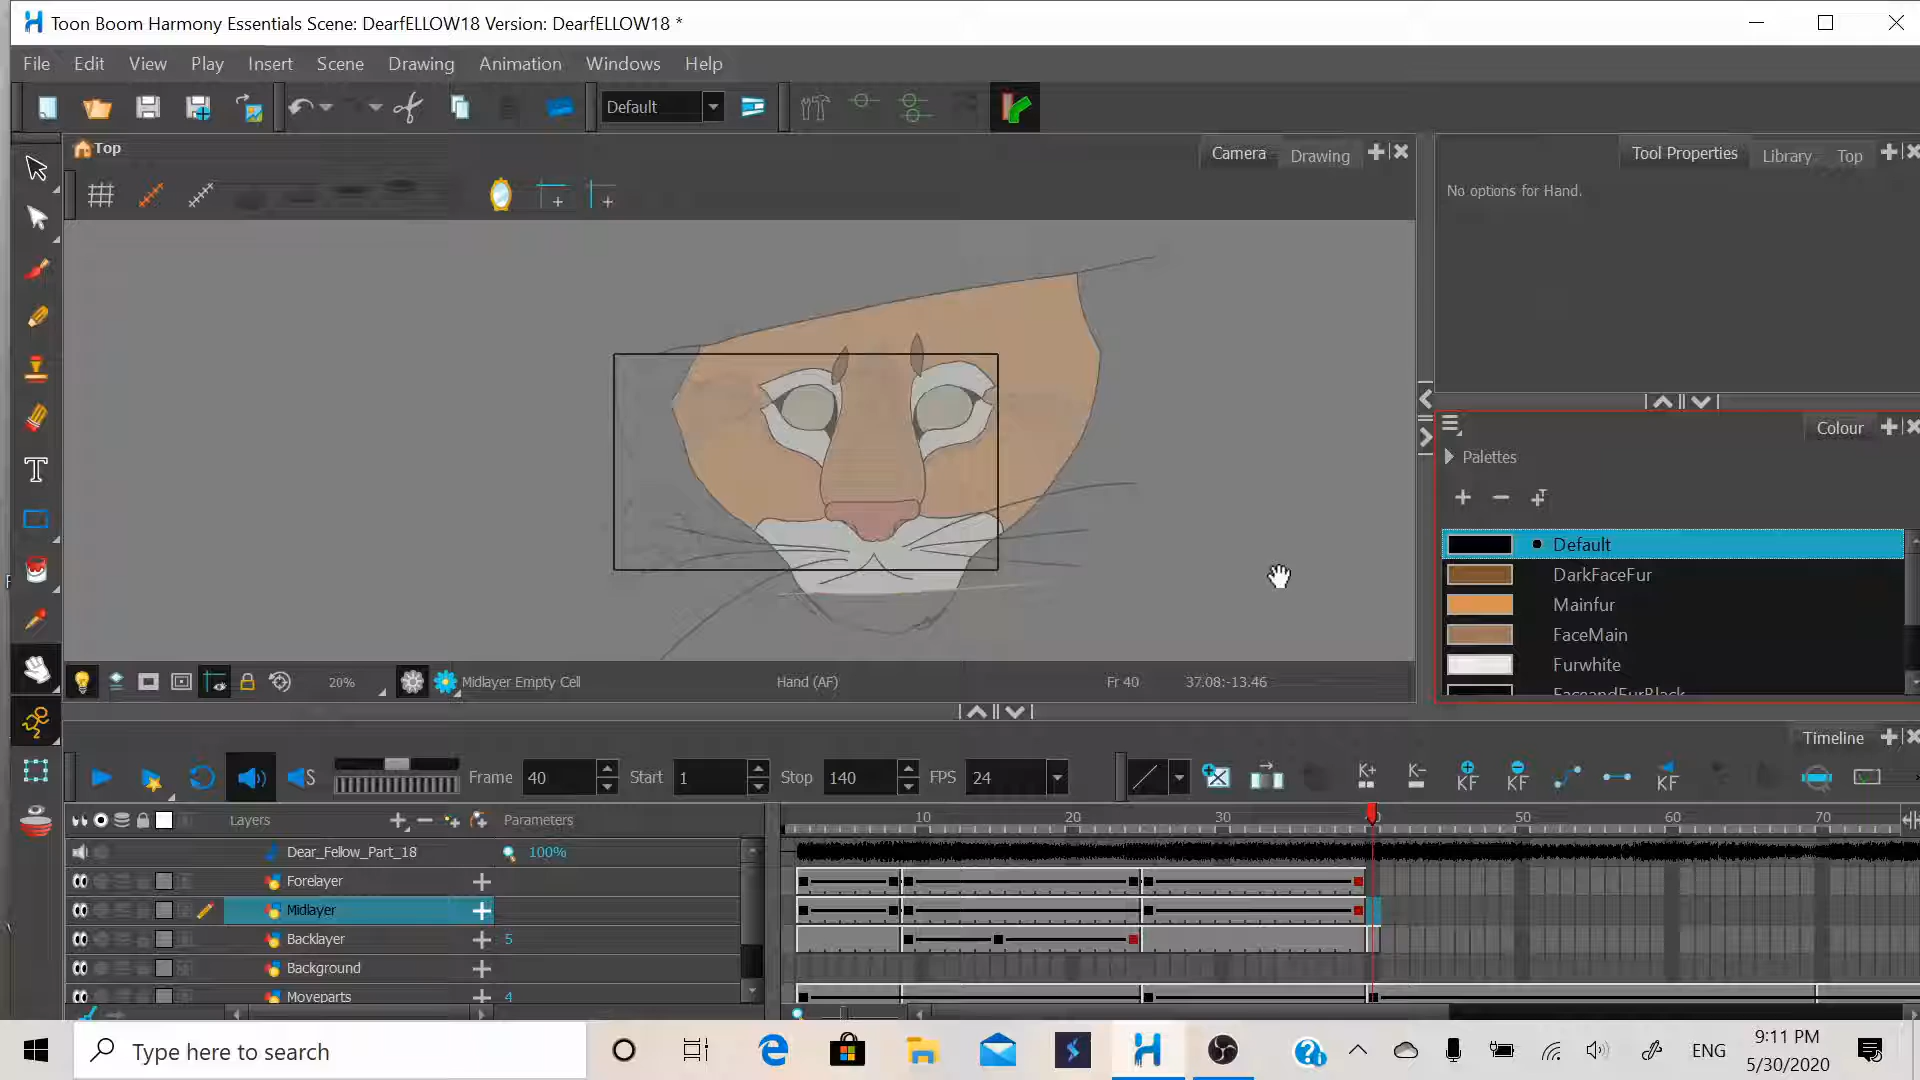 Toon Boom Harmony Essentials Scene: DearfELLOW18 Version: DearfELLOW18 *
File Edit View Play Insert Scene Drawing Animation Windows Help
Default
Top
Camera Drawing
Tool Properties Library Top
No options for Hand.
Colour
Palettes
Default
DarkFaceFur
Mainfur
FaceMain
Furwhite
FaceandFurBlack
20% Midlayer Empty Cell Hand (AF) Fr 40 37.08:-13.46
Timeline
Frame 40 Start 1 Stop 140 FPS 24
Layers Parameters
10 20 30 50 60 70
Dear_Fellow_Part_18 100%
Forelayer
Midlayer
Backlayer 5
Background
Moveparts 4
Type here to search
ENG
9:11 PM
5/30/2020